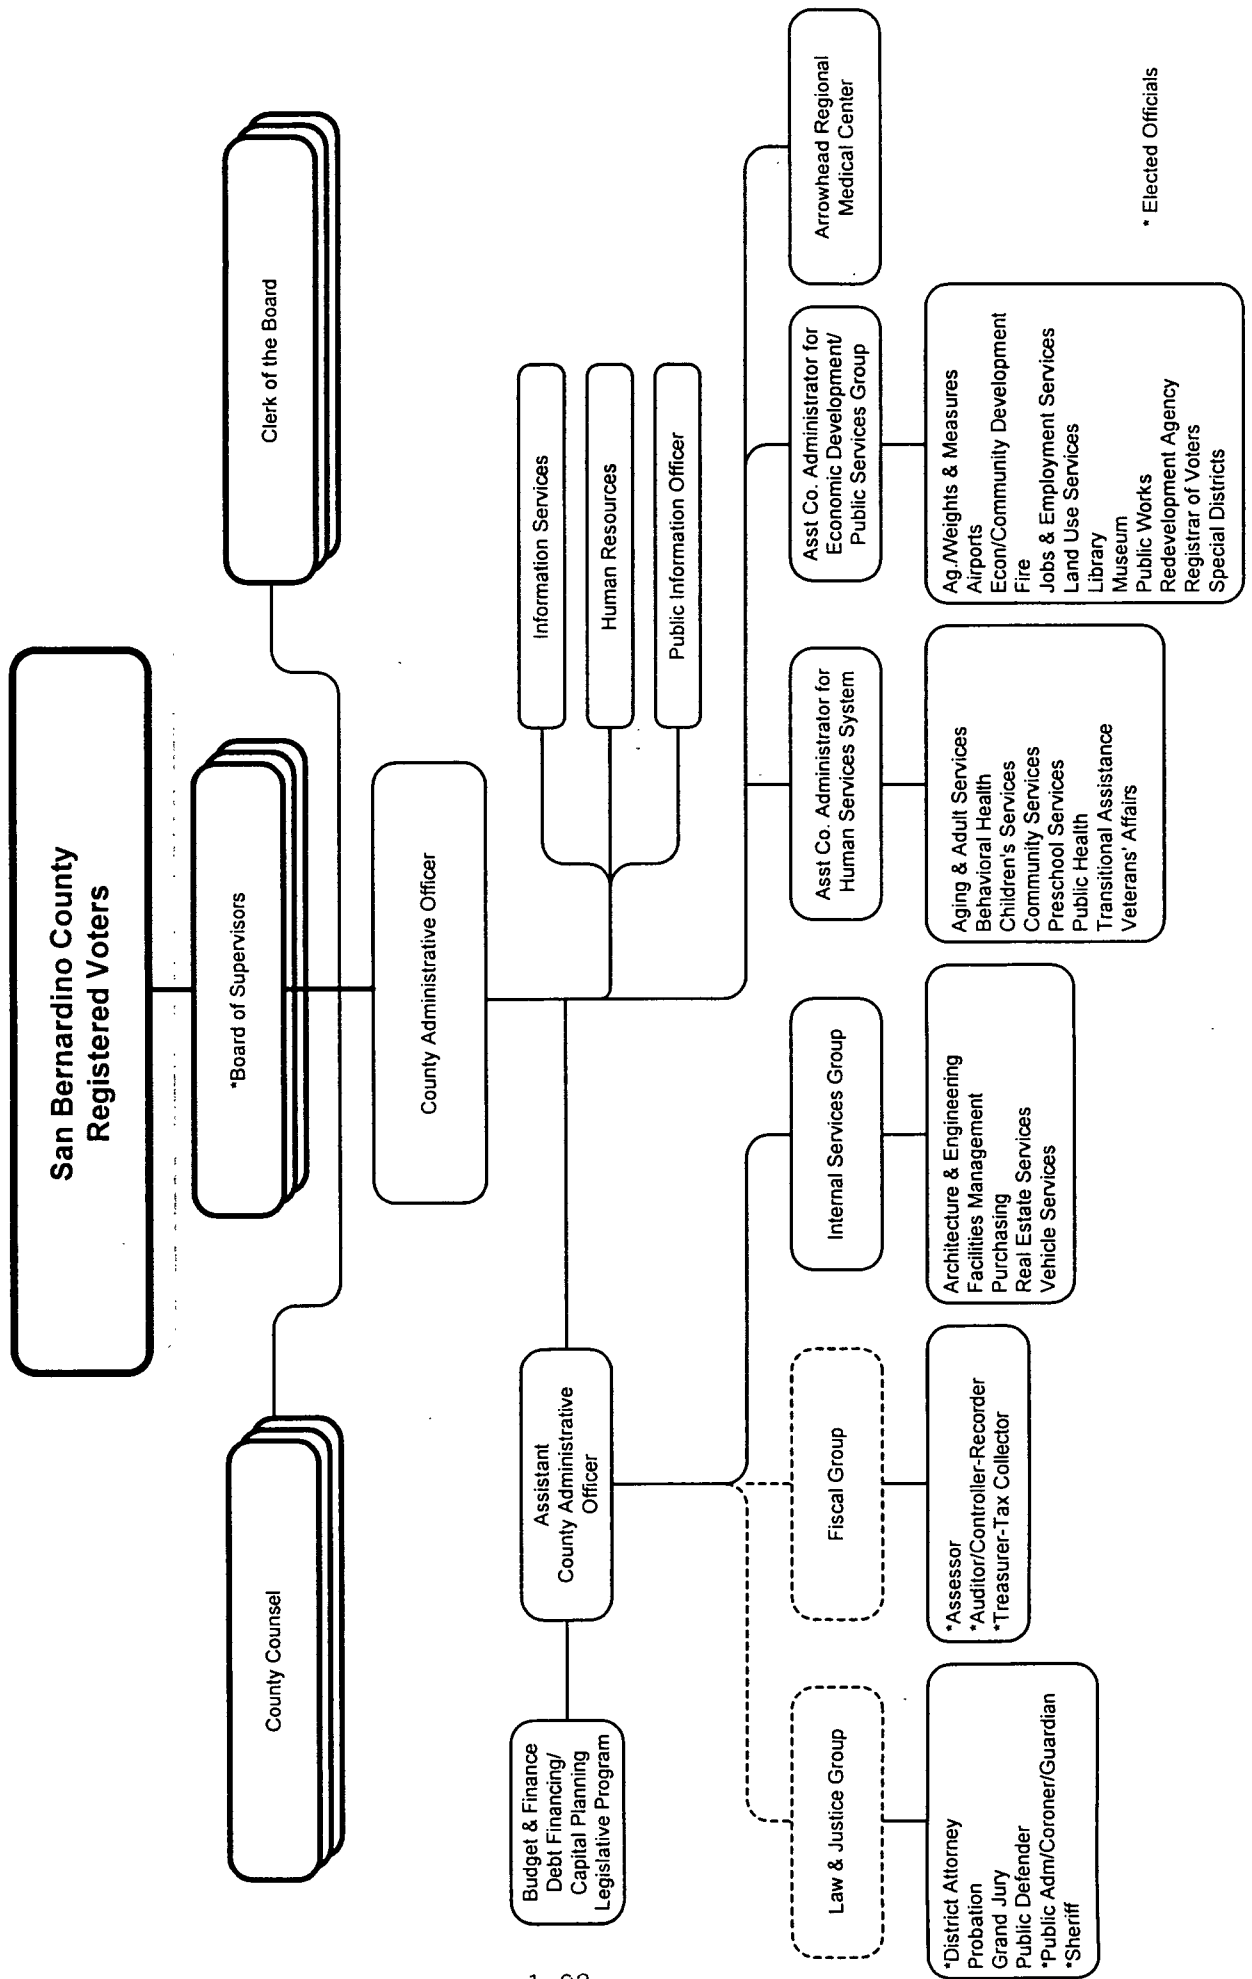 San Bernardino County
Registered Voters
County Counsel
*Board of Supervisors
Clerk of the Board
County Administrative Officer
Budget & Finance
Debt Financing/
Capital Planning
Legislative Program
Assistant
County Administrative
Officer
Information Services
Human Resources
Public Information Officer
Law & Justice Group
Fiscal Group
Internal Services Group
Asst Co. Administrator for
Human Services System
Asst Co. Administrator for
Economic Development/
Public Services Group
Arrowhead Regional
Medical Center
*District Attorney
Probation
Grand Jury
Public Defender
*Public Adm/Coroner/Guardian
*Sheriff
*Assessor
*Auditor/Controller-Recorder
*Treasurer-Tax Collector
Architecture & Engineering
Facilities Management
Purchasing
Real Estate Services
Vehicle Services
Aging & Adult Services
Behavioral Health
Children's Services
Community Services
Preschool Services
Public Health
Transitional Assistance
Veterans' Affairs
Ag./Weights & Measures
Airports
Econ/Community Development
Fire
Jobs & Employment Services
Land Use Services
Library
Museum
Public Works
Redevelopment Agency
Registrar of Voters
Special Districts
* Elected Officials